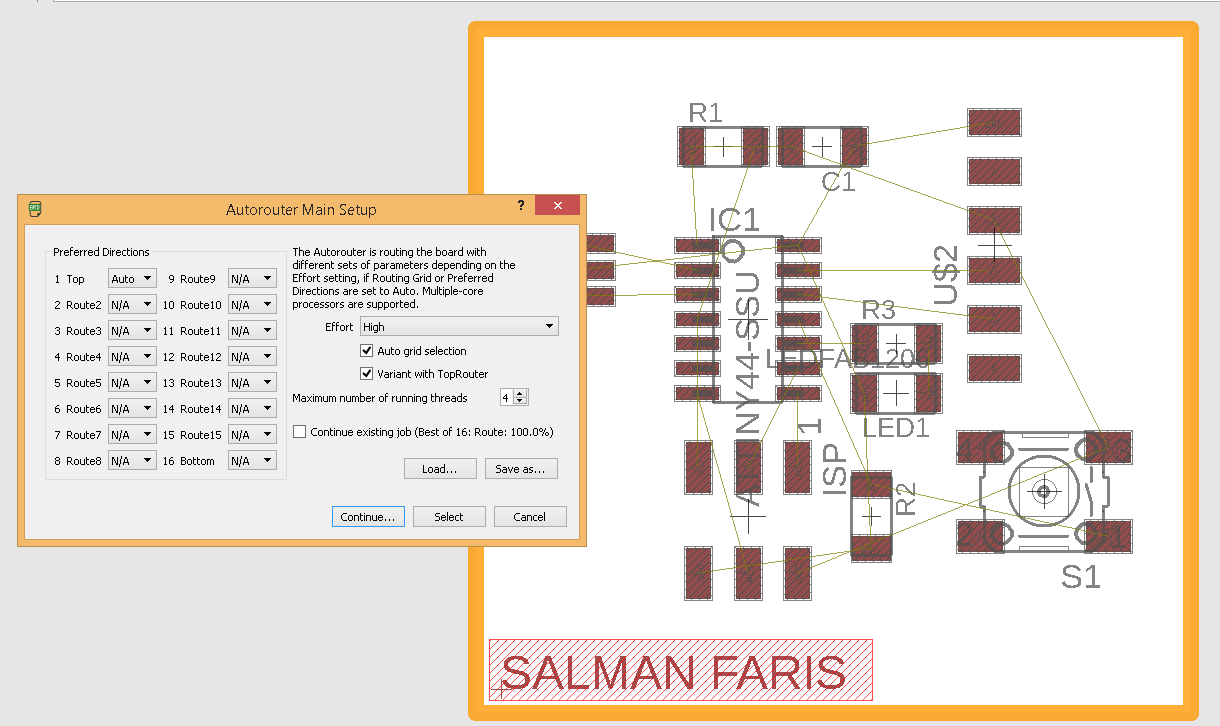 Autorouter Main Setup
?
Preferred Directions
1 Top Auto 9 Route9 N/A
2 Route2 N/A 10 Route10 N/A
3 Route3 N/A 11 Route11 N/A
4 Route4 N/A 12 Route12 N/A
5 Route5 N/A 13 Route13 N/A
6 Route6 N/A 14 Route14 N/A
7 Route7 N/A 15 Route15 N/A
8 Route8 N/A 16 Bottom N/A
The Autorouter is routing the board with
different sets of parameters depending on the
Effort setting, if Routing Grid or Preferred
Directions are set to Auto. Multiple-core
processors are supported.
Effort High
Auto grid selection
Variant with TopRouter
Maximum number of running threads 4
Continue existing job (Best of 16: Route: 100.0%)
Load... Save as...
Continue... Select Cancel
R1
C1
IC1
U$2
R3
LEDFAB1206
LED1
1
ISP
R2
S1
SALMAN FARIS